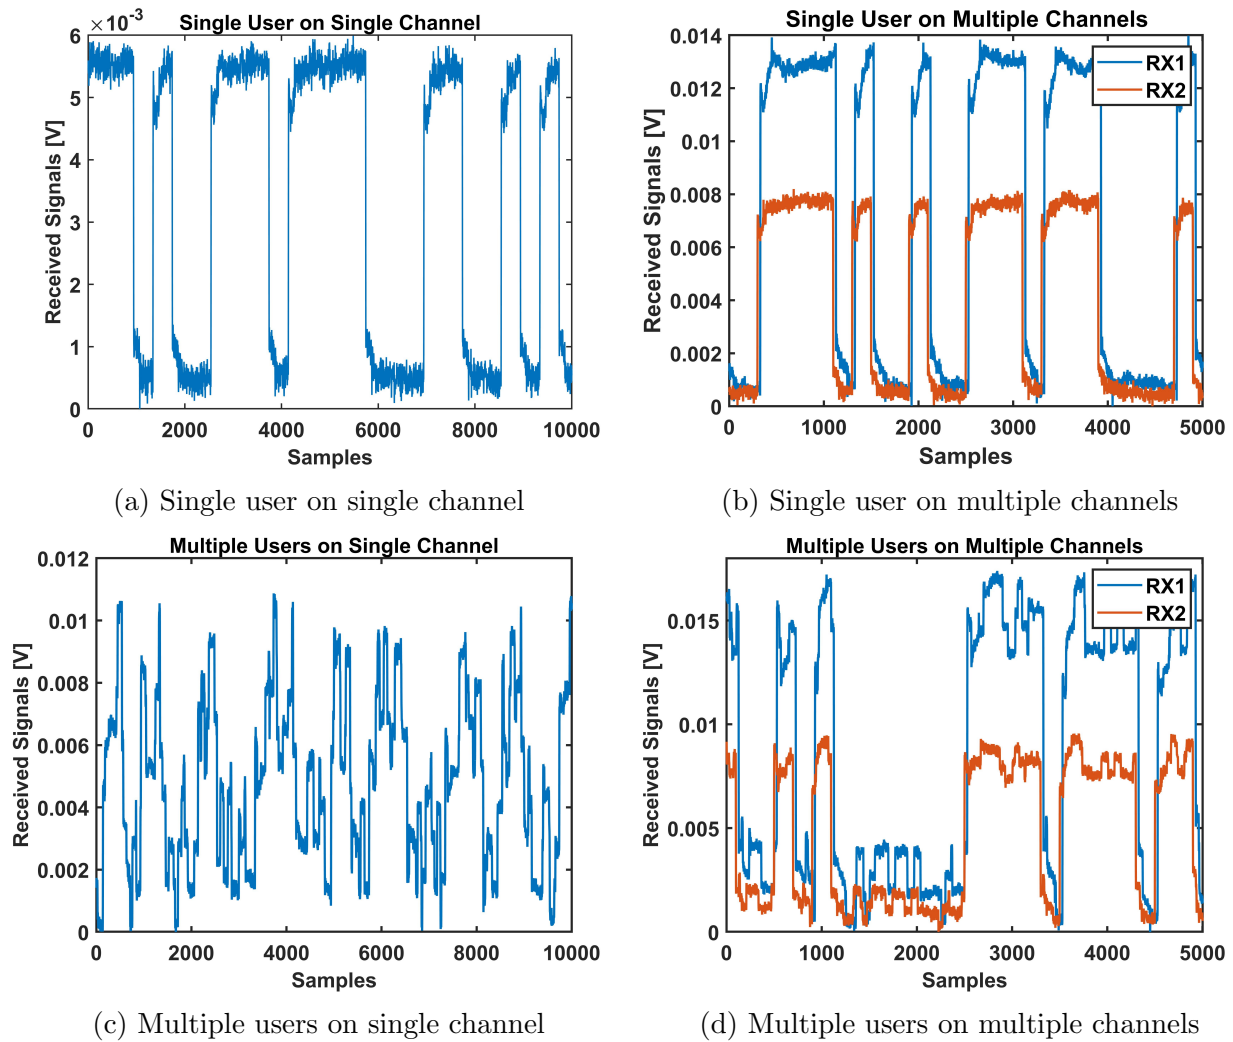 Single User on Single Channel
×10⁻³
6
5
4
3
2
1
0
0 2000 4000 6000 8000 10000
Received Signals [V]
Samples
(a) Single user on single channel
Single User on Multiple Channels
0.014
0.012
0.01
0.008
0.006
0.004
0.002
0
0 1000 2000 3000 4000 5000
Received Signals [V]
Samples
RX1
RX2
(b) Single user on multiple channels
Multiple Users on Single Channel
0.012
0.01
0.008
0.006
0.004
0.002
0
0 2000 4000 6000 8000 10000
Received Signals [V]
Samples
(c) Multiple users on single channel
Multiple Users on Multiple Channels
0.015
0.01
0.005
0
0 1000 2000 3000 4000 5000
Received Signals [V]
Samples
RX1
RX2
(d) Multiple users on multiple channels